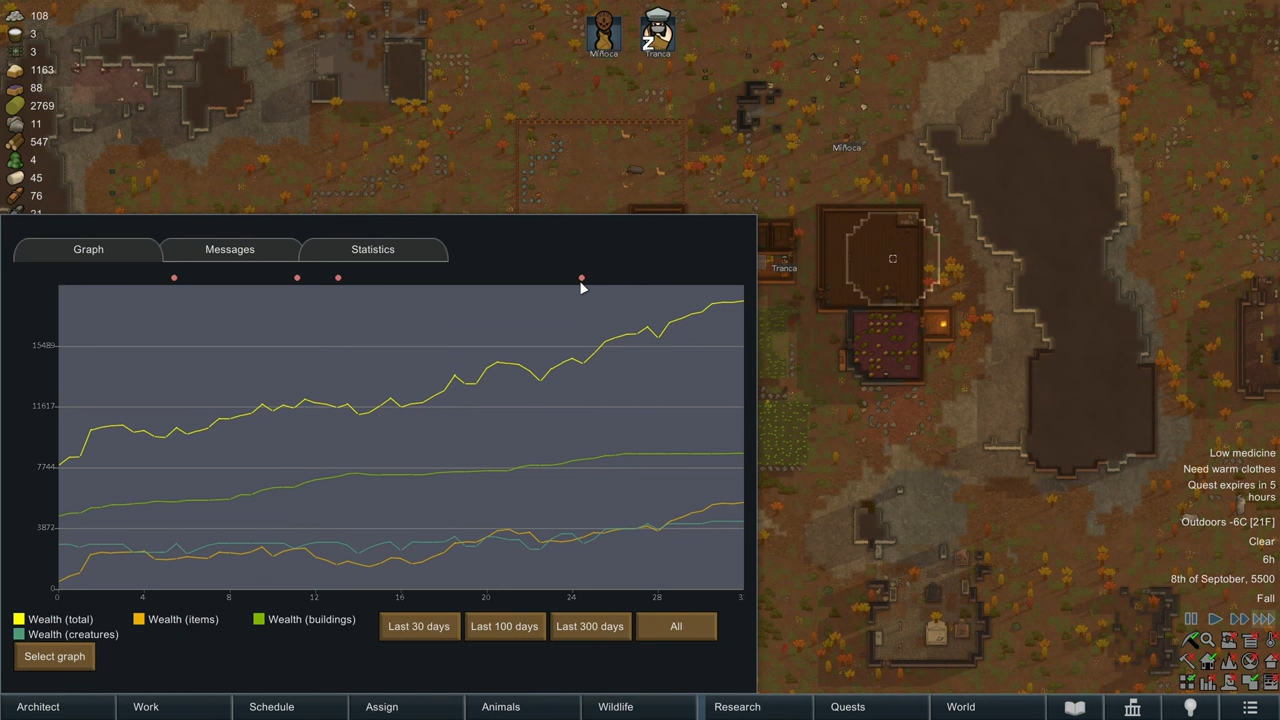 108
3
3
1163
88
2769
11
547
4
45
76
Z
Miñoca
Tranca
Miñoca
Tranca
Graph
Messages
Statistics
15489
11617
7744
3872
0
0
4
8
12
16
20
24
28
Wealth (total)
Wealth (items)
Wealth (buildings)
Wealth (creatures)
Last 30 days
Last 100 days
Last 300 days
All
Select graph
Low medicine
Need warm clothes
Quest expires in 5
hours
Outdoors -6C [21F]
Clear
6h
8th of Septober, 5500
Fall
Architect
Work
Schedule
Assign
Animals
Wildlife
Research
Quests
World